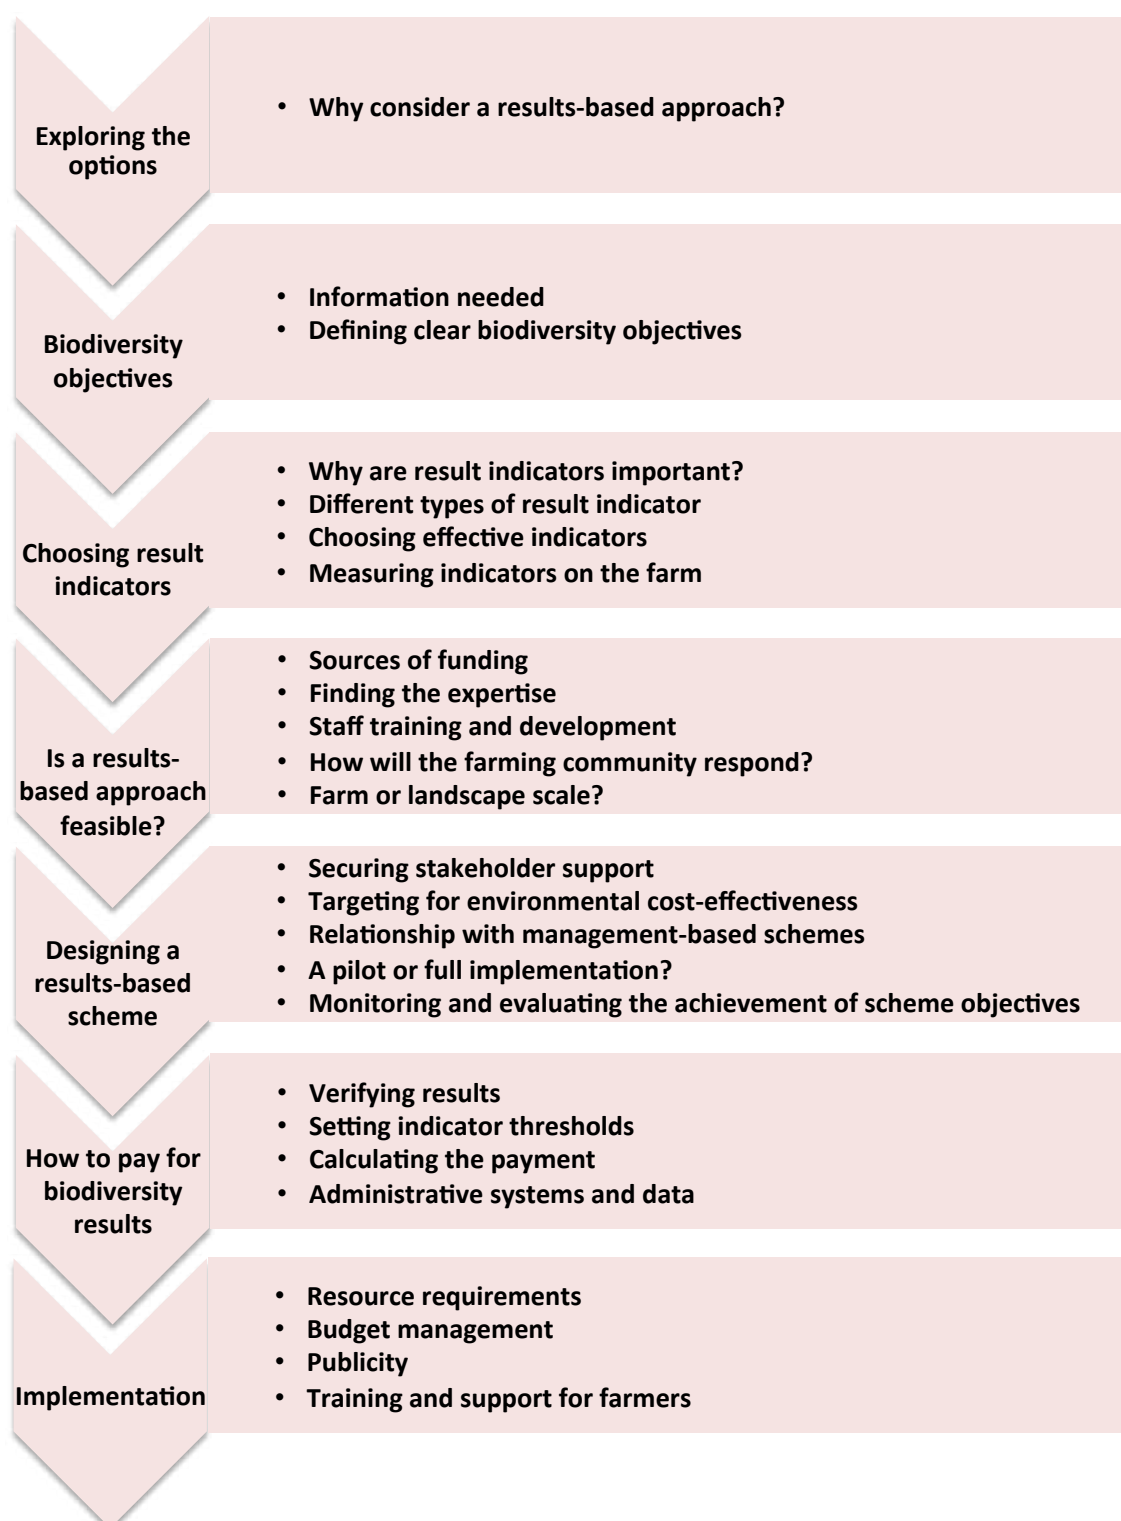 Exploring the
options
• Why consider a results-based approach?
Biodiversity
objectives
• Information needed
• Defining clear biodiversity objectives
Choosing result
indicators
• Why are result indicators important?
• Different types of result indicator
• Choosing effective indicators
• Measuring indicators on the farm
Is a results-
based approach
feasible?
• Sources of funding
• Finding the expertise
• Staff training and development
• How will the farming community respond?
• Farm or landscape scale?
Designing a
results-based
scheme
• Securing stakeholder support
• Targeting for environmental cost-effectiveness
• Relationship with management-based schemes
• A pilot or full implementation?
• Monitoring and evaluating the achievement of scheme objectives
How to pay for
biodiversity
results
• Verifying results
• Setting indicator thresholds
• Calculating the payment
• Administrative systems and data
Implementation
• Resource requirements
• Budget management
• Publicity
• Training and support for farmers